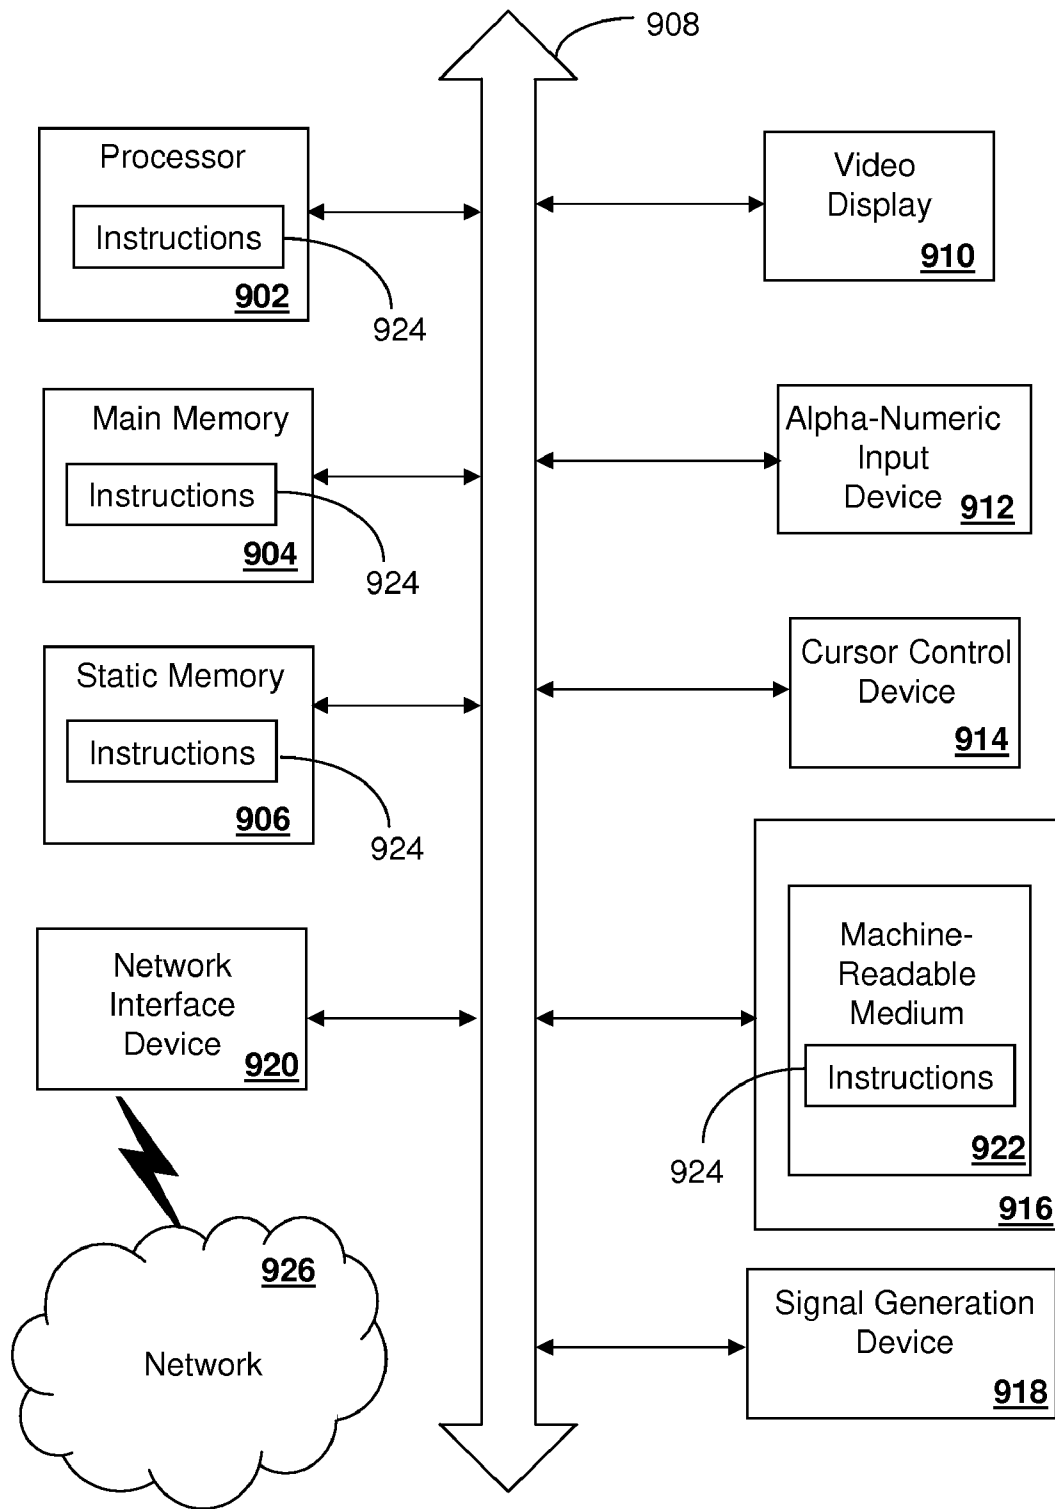 908
Processor
Instructions
902
924
Main Memory
Instructions
904
924
Static Memory
Instructions
906
924
Network
Interface
Device
920
926
Network
Video
Display
910
Alpha-Numeric
Input
Device
912
Cursor Control
Device
914
Machine-
Readable
Medium
Instructions
924
922
916
Signal Generation
Device
918